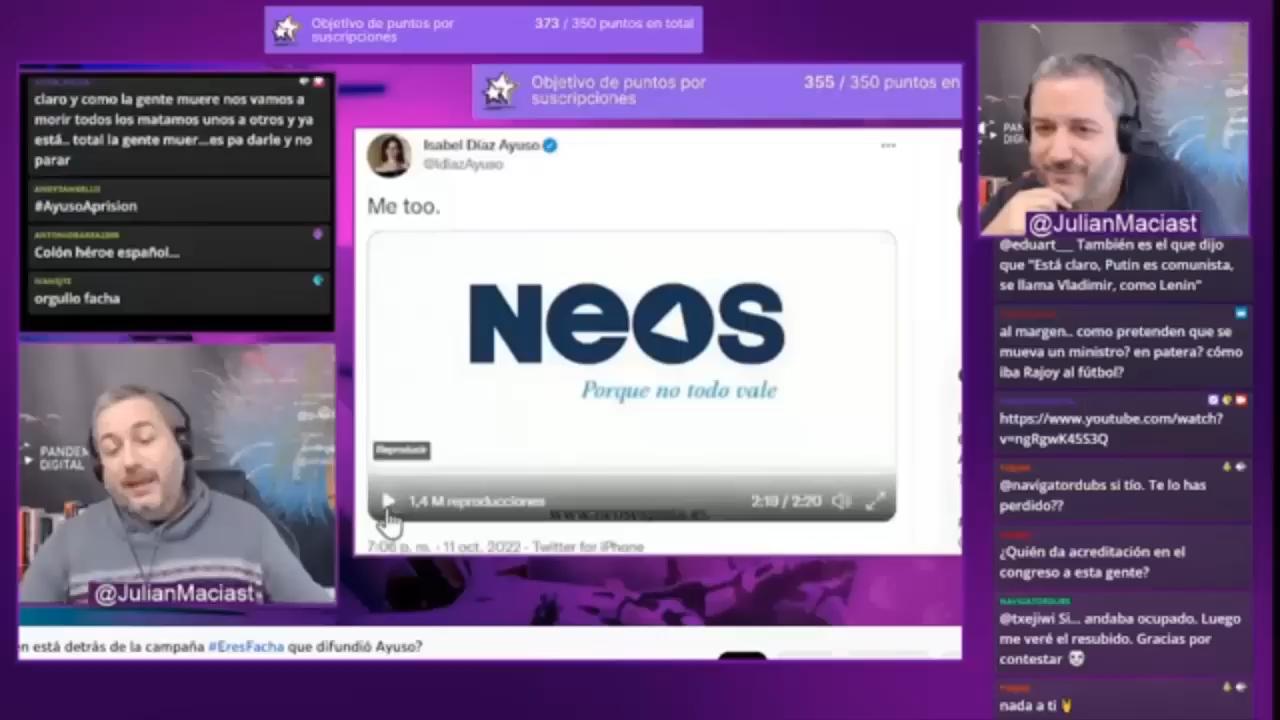 Objetivo de puntos por
suscripciones
373 / 350 puntos en total
Objetivo de puntos por
suscripciones
355 / 350 puntos en
claro y como la gente muere nos vamos a
morir todos los matamos unos a otros y ya
está.. total la gente muer...es pa darle y no
parar
#AyusoAprision
Colón héroe español...
orgullo facha
PANDEM
DIGITAL
@JulianMaciast
Isabel Díaz Ayuso
@IdiazAyuso
Me too.
NEOS
Porque no todo vale
Reproducir
1,4 M reproducciones
2:19 / 2:20
7:06 p. m. · 11 oct. 2022 · Twitter for iPhone
n está detrás de la campaña #EresFacha que difundió Ayuso?
PAN
DIGITAL
@JulianMaciast
@eduart__ También es el que dijo
que "Está claro, Putin es comunista,
se llama Vladimir, como Lenin"
al margen.. como pretenden que se
mueva un ministro? en patera? cómo
iba Rajoy al fútbol?
https://www.youtube.com/watch?
v=ngRgwK45S3Q
@navigatordubs si tío. Te lo has
perdido??
¿Quién da acreditación en el
congreso a esta gente?
NAVIGATORDUBS
@txejiwi Si... andaba ocupado. Luego
me veré el resubido. Gracias por
contestar
nada a ti